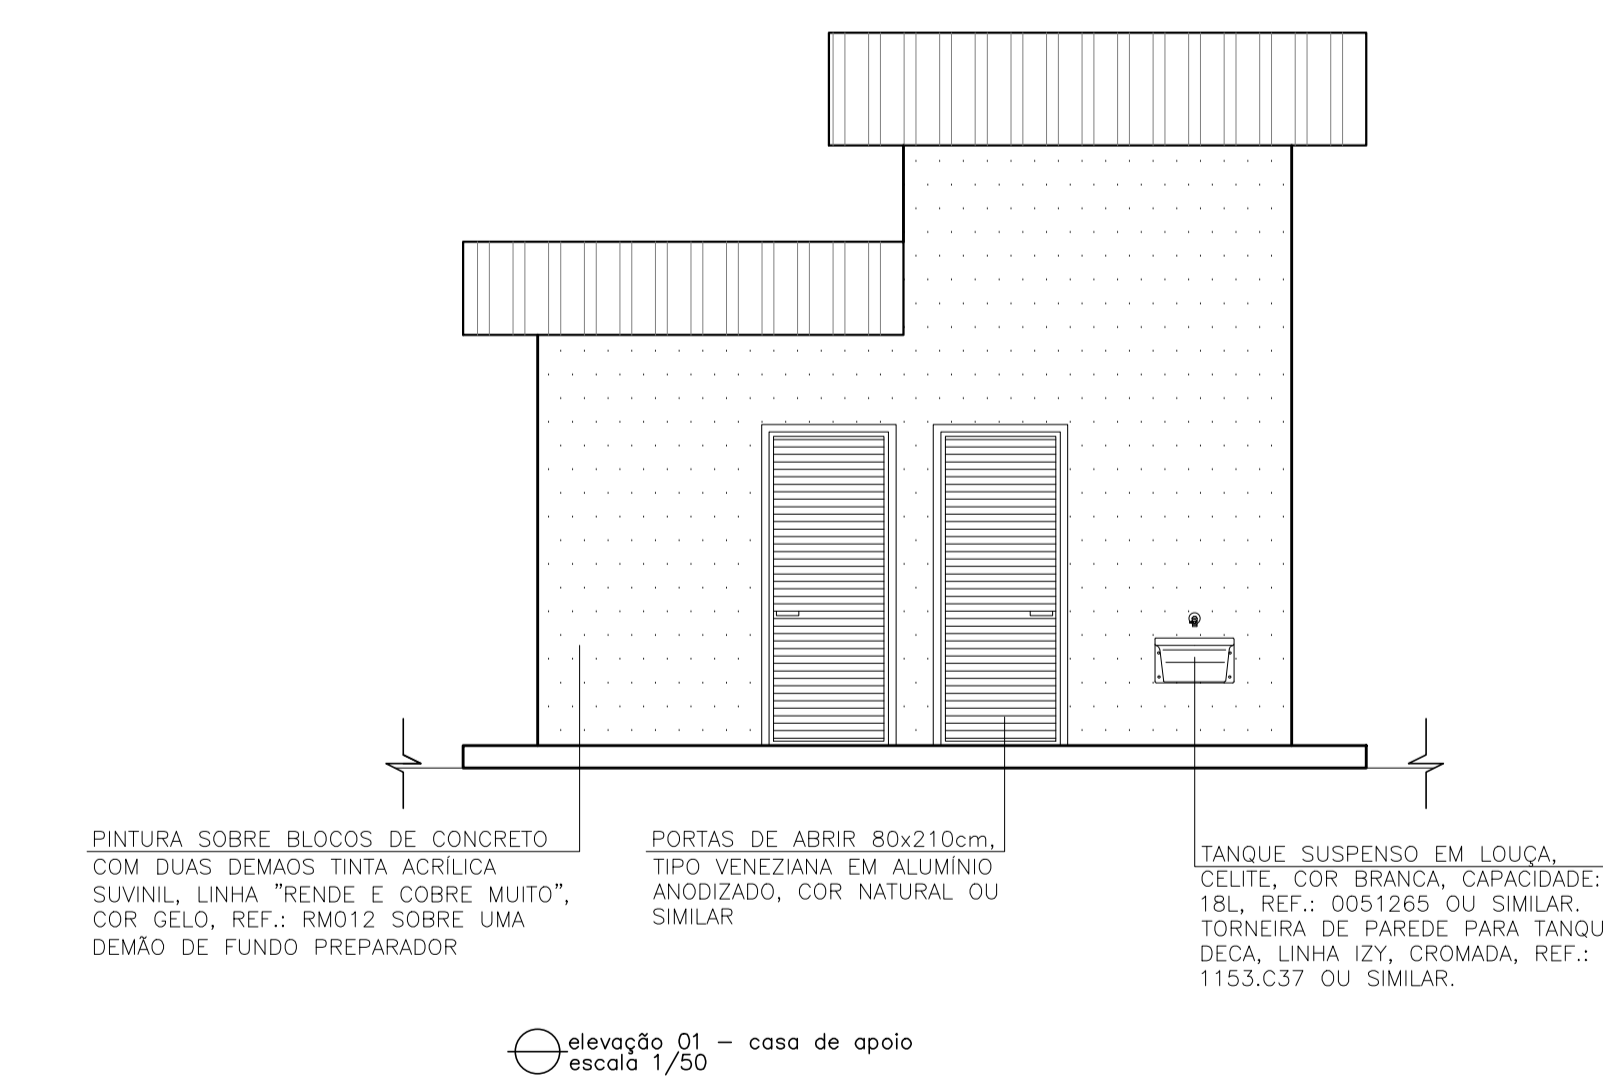 PINTURA SOBRE BLOCOS DE CONCRETO
COM DUAS DEMAOS TINTA ACRÍLICA
SUVINIL, LINHA "RENDE E COBRE MUITO",
COR GELO, REF.: RM012 SOBRE UMA
DEMÃO DE FUNDO PREPARADOR
PORTAS DE ABRIR 80x210cm,
TIPO VENEZIANA EM ALUMÍNIO
ANODIZADO, COR NATURAL OU
SIMILAR
TANQUE SUSPENSO EM LOUÇA,
CELITE, COR BRANCA, CAPACIDADE:
18L, REF.: 0051265 OU SIMILAR.
TORNEIRA DE PAREDE PARA TANQU
DECA, LINHA IZY, CROMADA, REF.:
1153.C37 OU SIMILAR.
elevação 01 – casa de apoio
escala 1/50